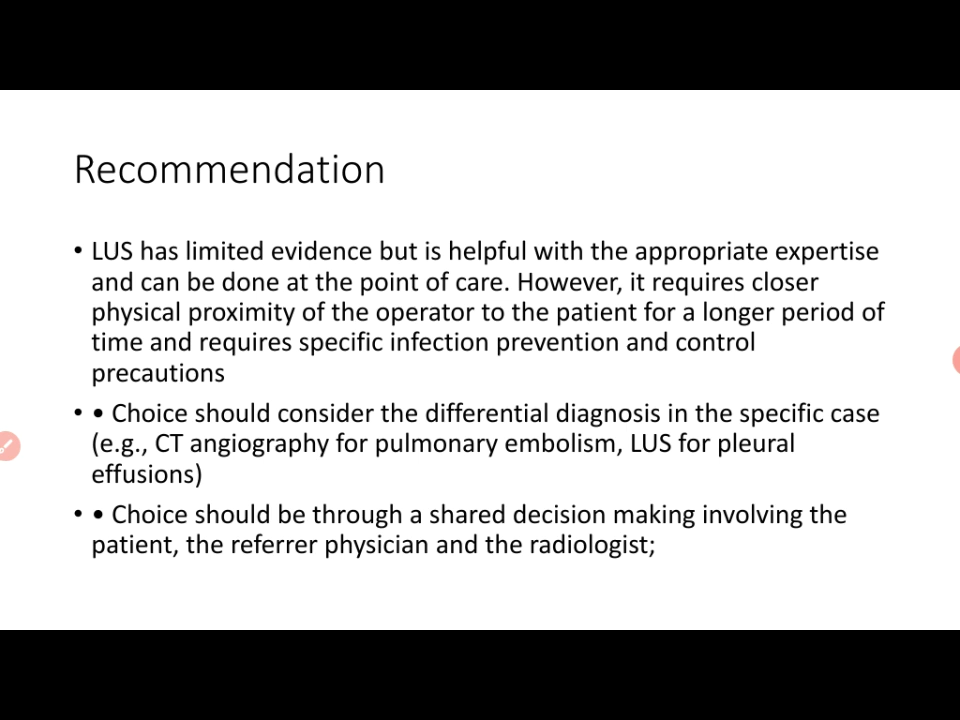 Recommendation
• LUS has limited evidence but is helpful with the appropriate expertise
and can be done at the point of care. However, it requires closer
physical proximity of the operator to the patient for a longer period of
time and requires specific infection prevention and control
precautions
• • Choice should consider the differential diagnosis in the specific case
(e.g., CT angiography for pulmonary embolism, LUS for pleural
effusions)
• • Choice should be through a shared decision making involving the
patient, the referrer physician and the radiologist;